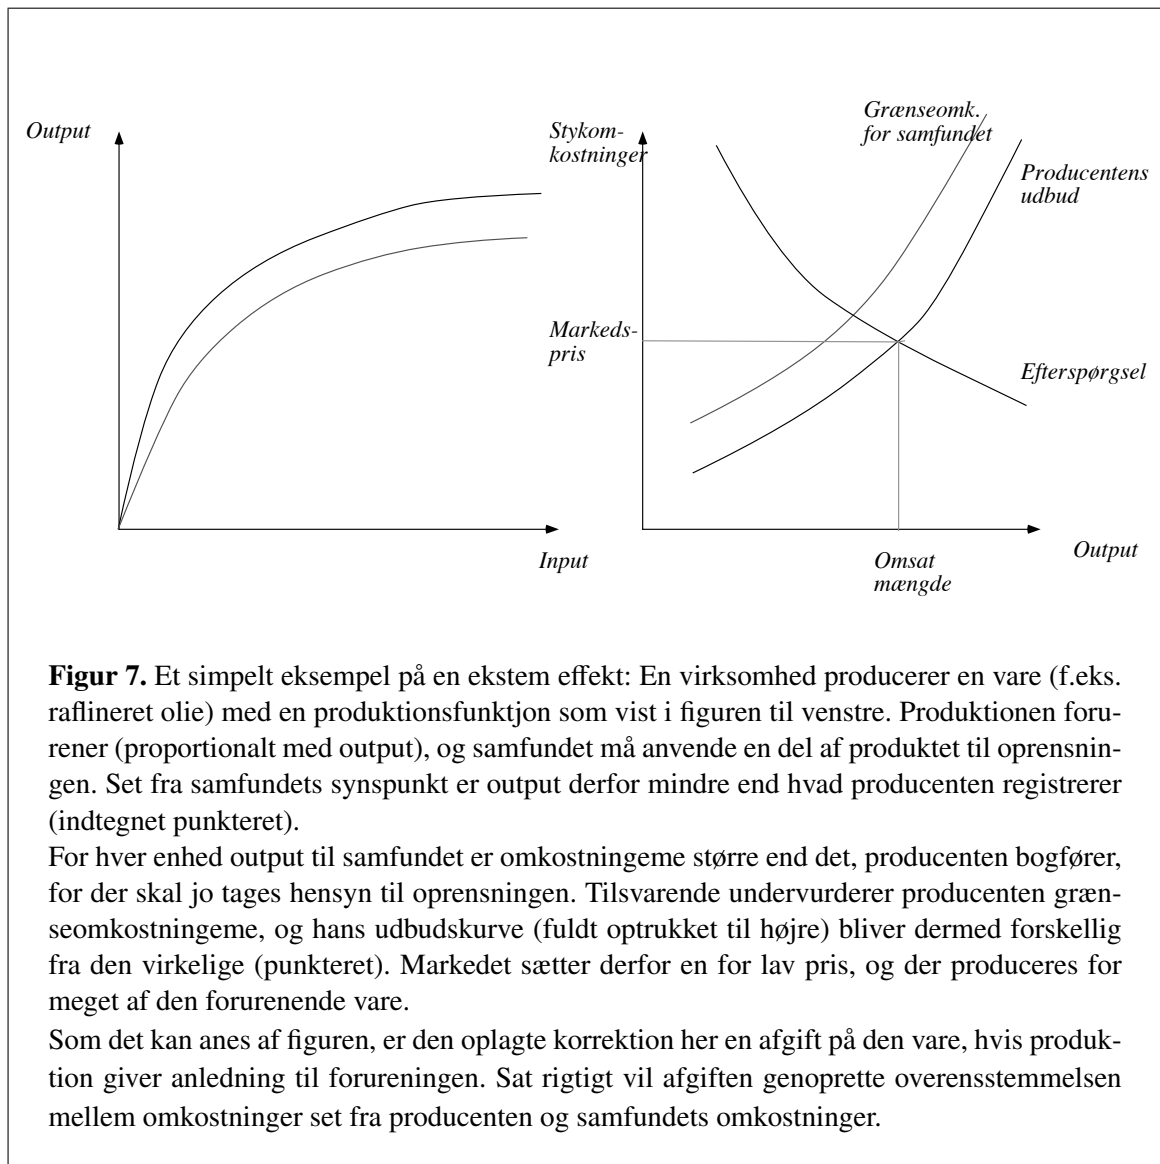 Output
Stykom-
kostninger
Grænseomk.
for samfundet
Producentens
udbud
Markeds-
pris
Efterspørgsel
Input
Omsat
mængde
Output
Figur 7. Et simpelt eksempel på en ekstem effekt: En virksomhed producerer en vare (f.eks.
raflineret olie) med en produktionsfunktjon som vist i figuren til venstre. Produktionen foru-
rener (proportionalt med output), og samfundet må anvende en del af produktet til oprensnin-
gen. Set fra samfundets synspunkt er output derfor mindre end hvad producenten registrerer
(indtegnet punkteret).
For hver enhed output til samfundet er omkostningeme større end det, producenten bogfører,
for der skal jo tages hensyn til oprensningen. Tilsvarende undervurderer producenten græn-
seomkostningeme, og hans udbudskurve (fuldt optrukket til højre) bliver dermed forskellig
fra den virkelige (punkteret). Markedet sætter derfor en for lav pris, og der produceres for
meget af den forurenende vare.
Som det kan anes af figuren, er den oplagte korrektion her en afgift på den vare, hvis produk-
tion giver anledning til forureningen. Sat rigtigt vil afgiften genoprette overensstemmelsen
mellem omkostninger set fra producenten og samfundets omkostninger.